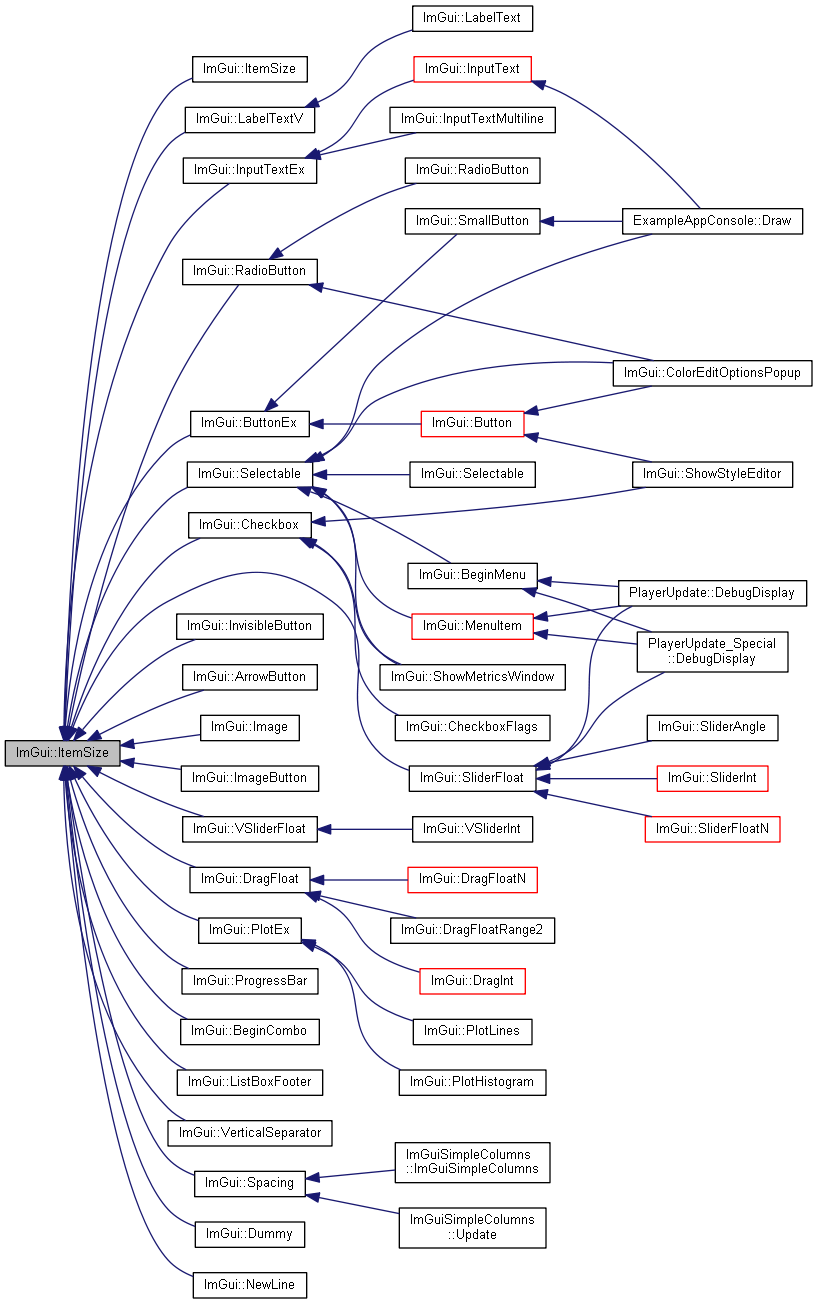 ImGui::LabelText
ImGui::ItemSize
ImGui::InputText
ImGui::LabelTextV
ImGui::InputTextMultiline
ImGui::InputTextEx
ImGui::RadioButton
ImGui::SmallButton
ExampleAppConsole::Draw
ImGui::RadioButton
ImGui::ColorEditOptionsPopup
ImGui::ButtonEx
ImGui::Button
ImGui::Selectable
ImGui::Selectable
ImGui::ShowStyleEditor
ImGui::Checkbox
ImGui::BeginMenu
PlayerUpdate::DebugDisplay
ImGui::InvisibleButton
ImGui::MenuItem
PlayerUpdate_Special
::DebugDisplay
ImGui::ArrowButton
ImGui::ShowMetricsWindow
ImGui::Image
ImGui::CheckboxFlags
ImGui::SliderAngle
ImGui::ItemSize
ImGui::ImageButton
ImGui::SliderFloat
ImGui::SliderInt
ImGui::VSliderFloat
ImGui::VSliderInt
ImGui::SliderFloatN
ImGui::DragFloat
ImGui::DragFloatN
ImGui::PlotEx
ImGui::DragFloatRange2
ImGui::ProgressBar
ImGui::DragInt
ImGui::BeginCombo
ImGui::PlotLines
ImGui::ListBoxFooter
ImGui::PlotHistogram
ImGui::VerticalSeparator
ImGuiSimpleColumns
::ImGuiSimpleColumns
ImGui::Spacing
ImGuiSimpleColumns
::Update
ImGui::Dummy
ImGui::NewLine